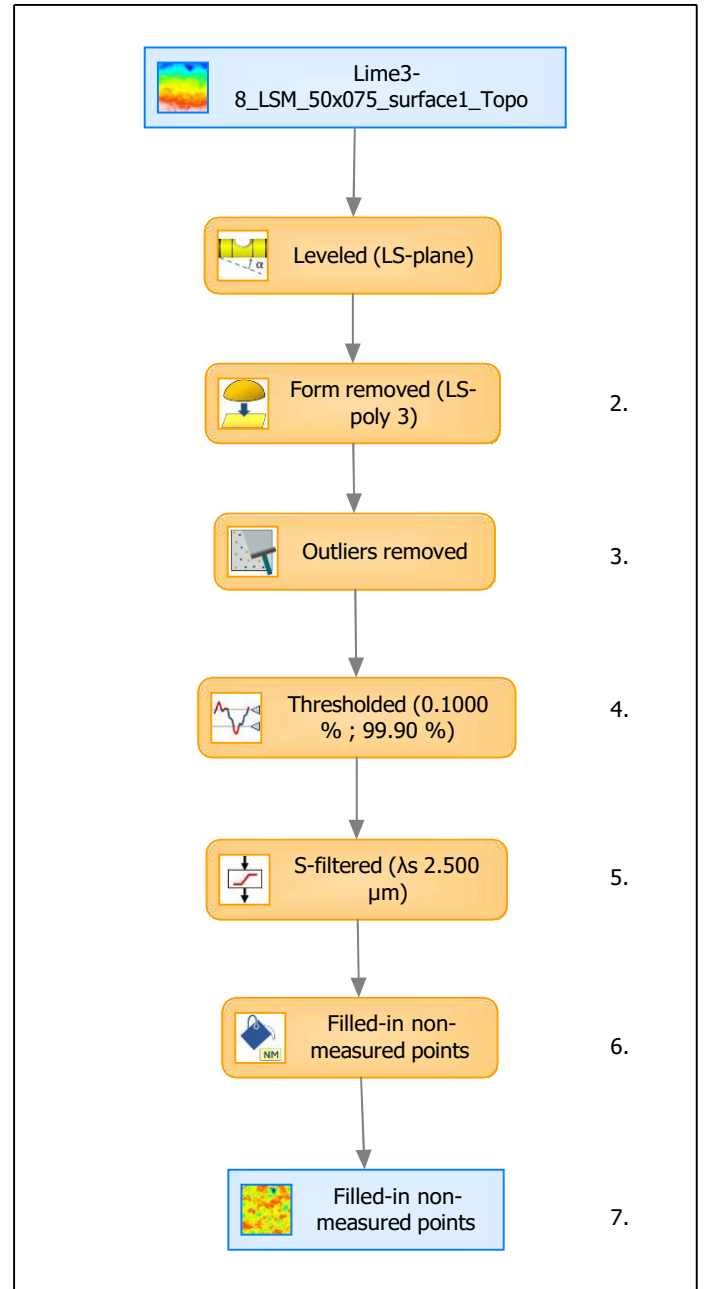 Lime3-
8_LSM_50x075_surface1_Topo
α
Leveled (LS-plane)
Form removed (LS-
poly 3)
2.
Outliers removed
3.
Thresholded (0.1000
% ; 99.90 %)
4.
S-filtered (λs 2.500
µm)
5.
NM
Filled-in non-
measured points
6.
Filled-in non-
measured points
7.